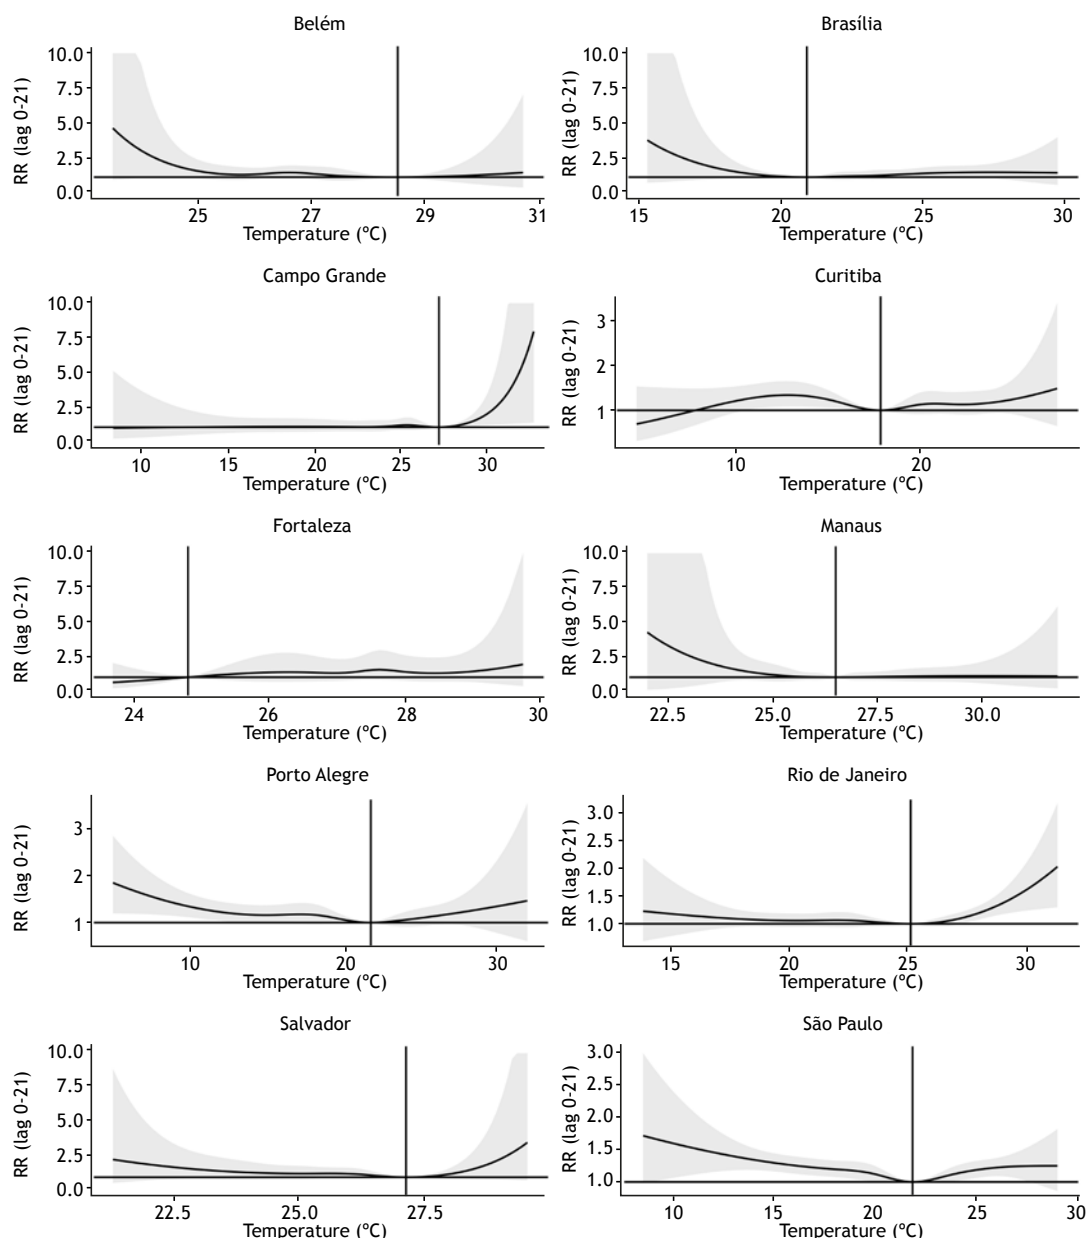 Belém
RR (lag 0-21)
10.0
7.5
5.0
2.5
0.0
25
27
29
31
Temperature (ºC)
Brasília
RR (lag 0-21)
10.0
7.5
5.0
2.5
0.0
15
20
25
30
Temperature (ºC)
Campo Grande
RR (lag 0-21)
10.0
7.5
5.0
2.5
0.0
10
15
20
25
30
Temperature (ºC)
Curitiba
RR (lag 0-21)
3
2
1
10
20
Temperature (ºC)
Fortaleza
RR (lag 0-21)
10.0
7.5
5.0
2.5
0.0
24
26
28
30
Temperature (ºC)
Manaus
RR (lag 0-21)
10.0
7.5
5.0
2.5
0.0
22.5
25.0
27.5
30.0
Temperature (ºC)
Porto Alegre
RR (lag 0-21)
3
2
1
10
20
30
Temperature (ºC)
Rio de Janeiro
RR (lag 0-21)
3.0
2.5
2.0
1.5
1.0
15
20
25
30
Temperature (ºC)
Salvador
RR (lag 0-21)
10.0
7.5
5.0
2.5
0.0
22.5
25.0
27.5
Temperature (ºC)
São Paulo
RR (lag 0-21)
3.0
2.5
2.0
1.5
1.0
10
15
20
25
30
Temperature (ºC)